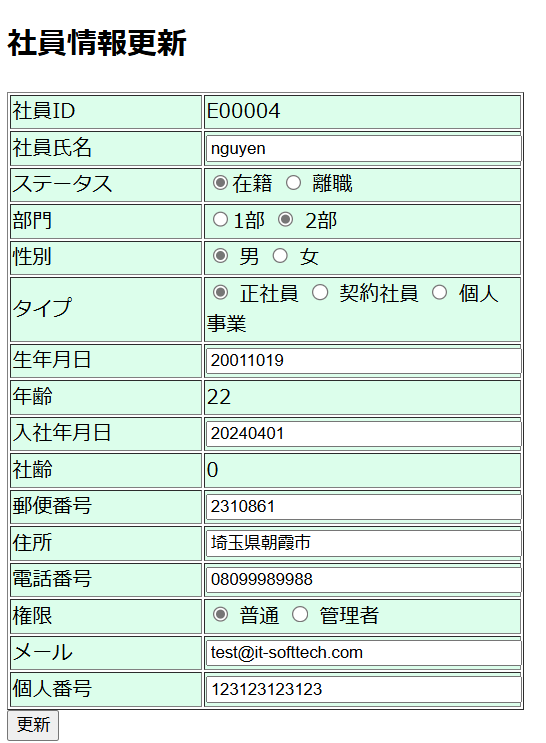 社員情報更新
社員ID E00004
社員氏名 nguyen
ステータス 在籍 離職
部門 1部 2部
性別 男 女
タイプ 正社員 契約社員 個人
事業
生年月日 20011019
年齢 22
入社年月日 20240401
社齢 0
郵便番号 2310861
住所 埼玉県朝霞市
電話番号 08099989988
権限 普通 管理者
メール test@it-softtech.com
個人番号 123123123123
更新